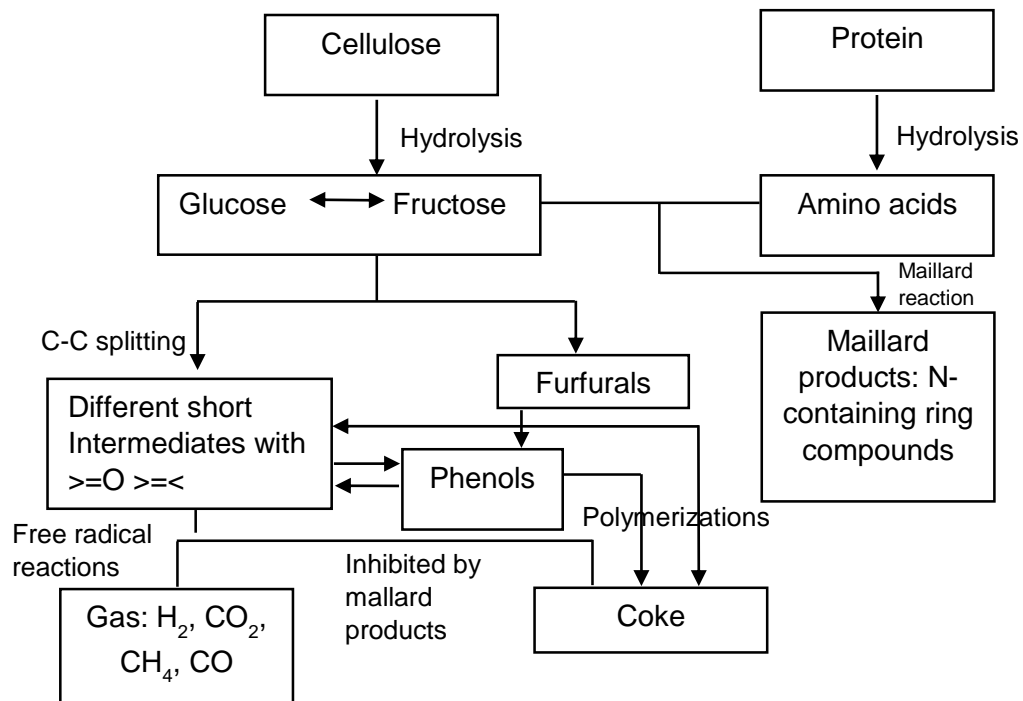 Cellulose
Protein
Hydrolysis
Hydrolysis
Glucose Fructose
Amino acids
Maillard
reaction
C-C splitting
Furfurals
Maillard
products: N-
containing ring
compounds
Different short
Intermediates with
>=O >=<
Phenols
Polymerizations
Free radical
reactions
Inhibited by
mallard
products
Gas: H₂, CO₂,
CH₄, CO
Coke